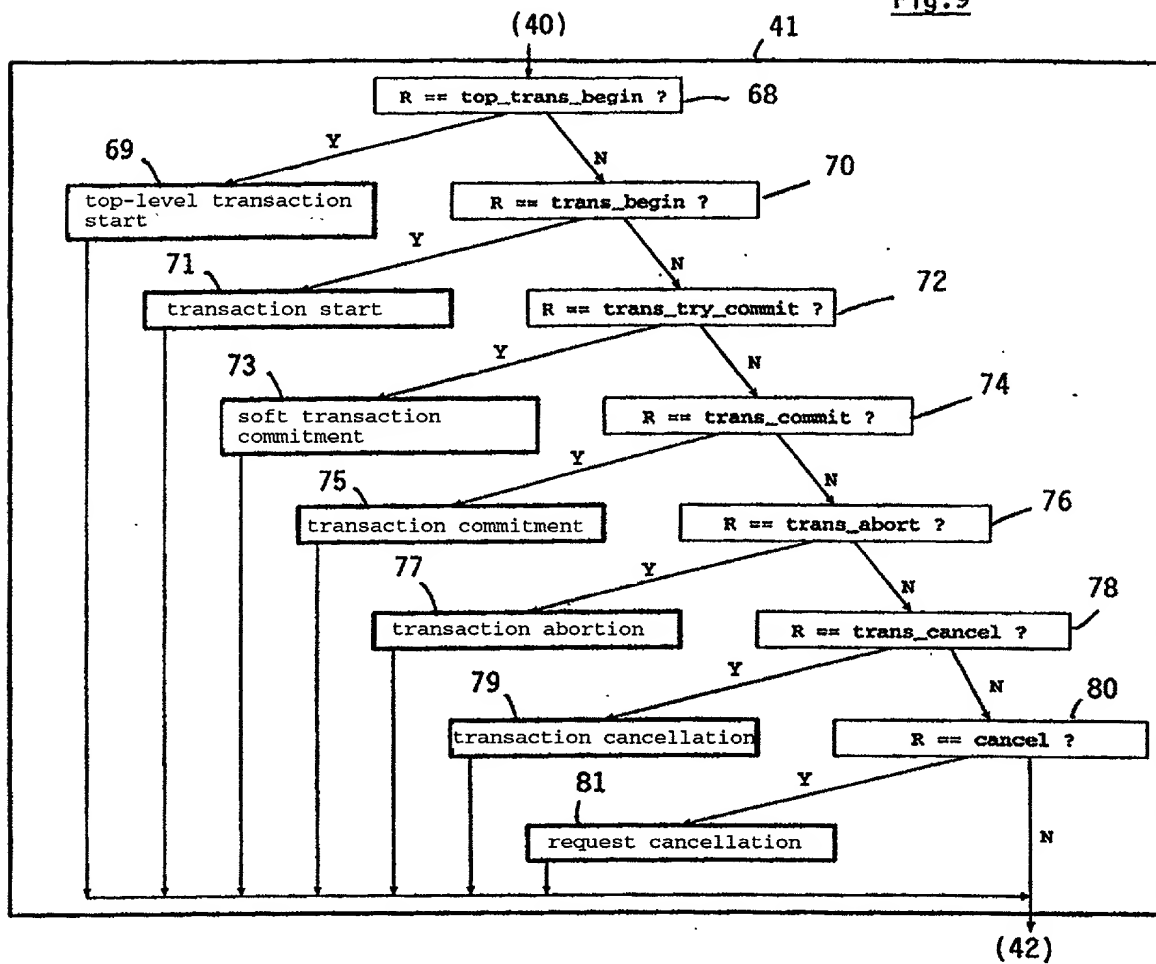 Fig.9
(40)
41
R == top_trans_begin ?
68
Y
N
69
70
top-level transaction
start
R == trans_begin ?
Y
N
71
72
transaction start
R == trans_try_commit ?
Y
N
73
74
soft transaction
commitment
R == trans_commit ?
Y
N
75
76
transaction commitment
R == trans_abort ?
Y
N
77
78
transaction abortion
R == trans_cancel ?
Y
N
79
80
transaction cancellation
R == cancel ?
Y
81
N
request cancellation
(42)